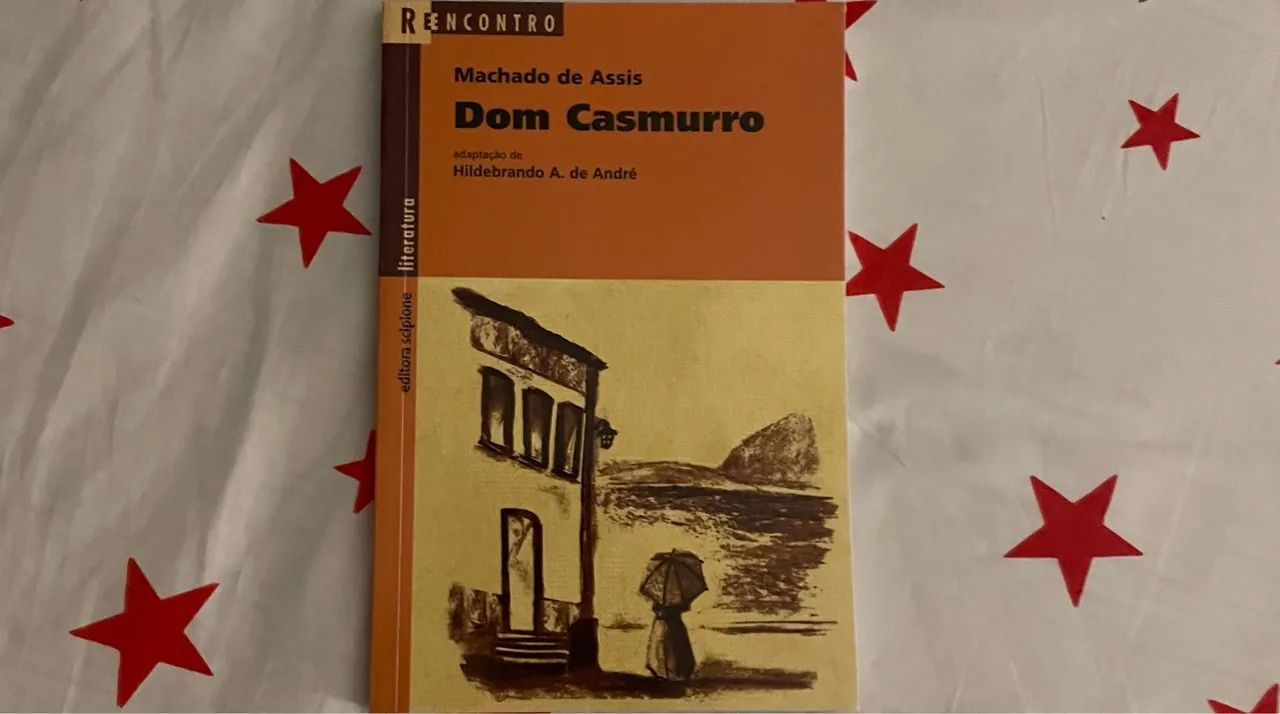 REENCONTRO
Machado de Assis
Dom Casmurro
adaptação de
Hildebrando A. de André
literatura
editora scipione